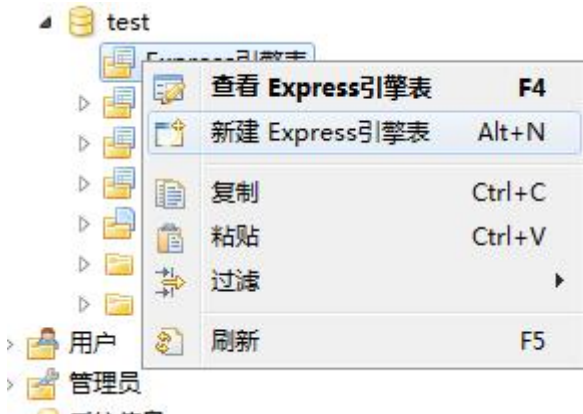 test
查看 Express引擎表 F4
新建 Express引擎表 Alt+N
复制 Ctrl+C
粘贴 Ctrl+V
过滤
刷新 F5
用户
管理员